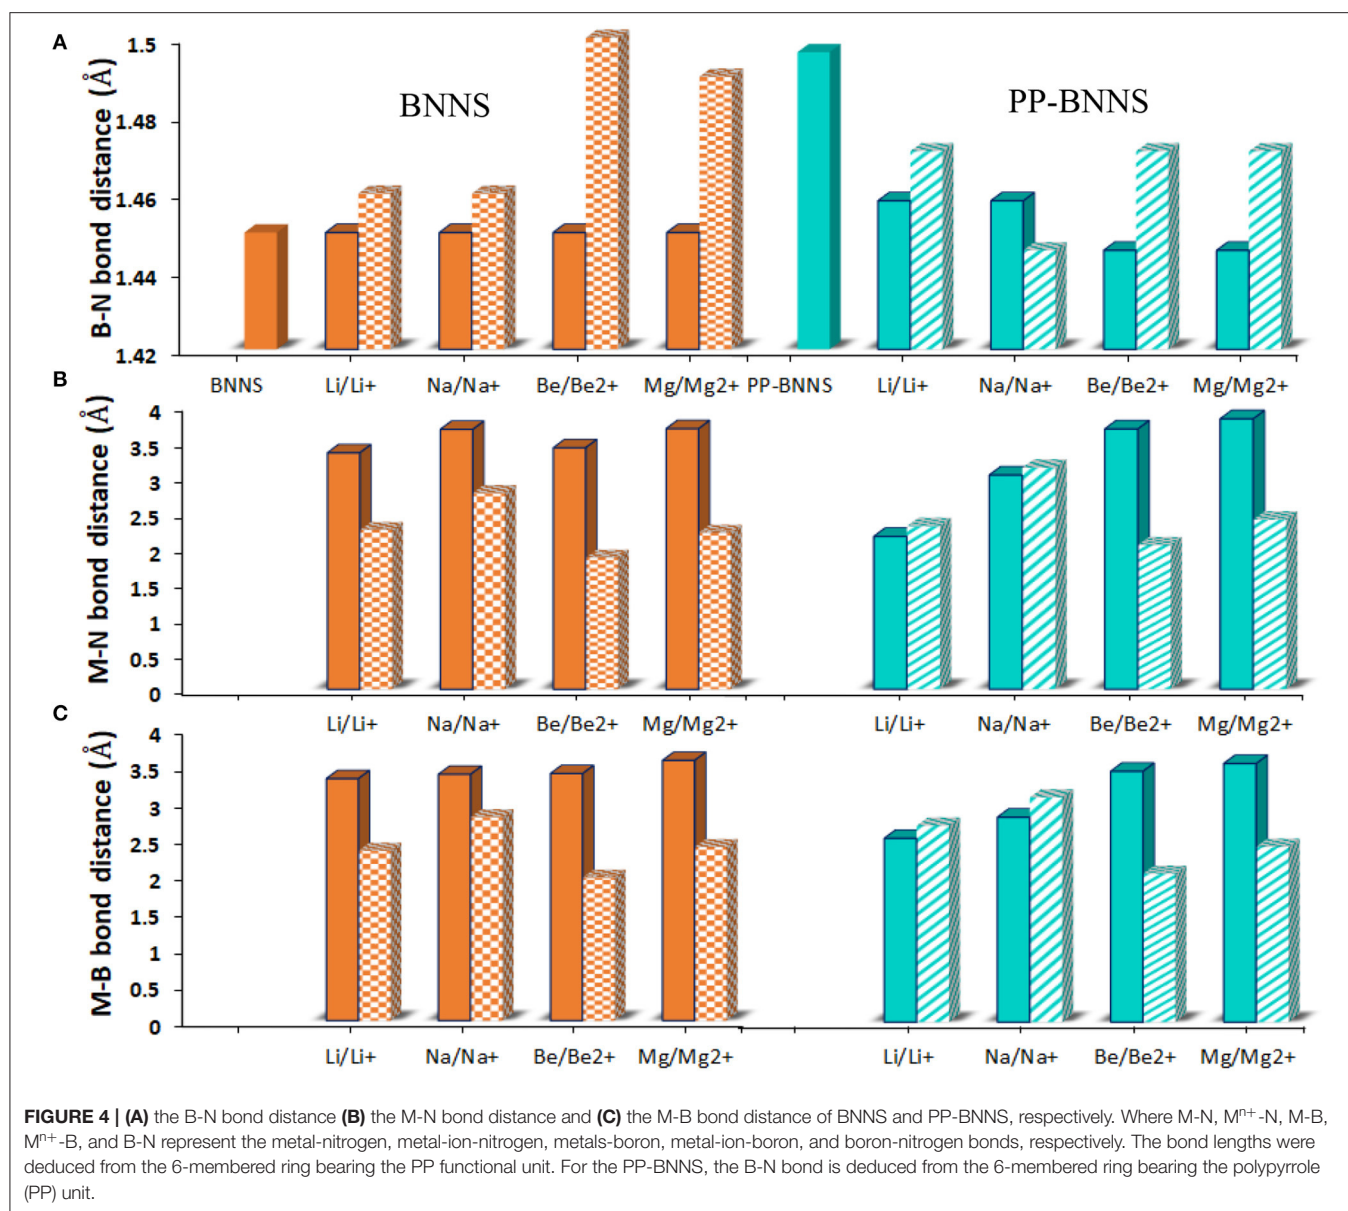 A
B-N bond distance (Å)
1.5
1.48
1.46
1.44
1.42
BNNS
PP-BNNS
BNNS Li/Li+ Na/Na+ Be/Be2+ Mg/Mg2+ PP-BNNS Li/Li+ Na/Na+ Be/Be2+ Mg/Mg2+
B
M-N bond distance (Å)
4
3.5
3
2.5
2
1.5
1
0.5
0
Li/Li+ Na/Na+ Be/Be2+ Mg/Mg2+ Li/Li+ Na/Na+ Be/Be2+ Mg/Mg2+
C
M-B bond distance (Å)
4
3.5
3
2.5
2
1.5
1
0.5
0
Li/Li+ Na/Na+ Be/Be2+ Mg/Mg2+ Li/Li+ Na/Na+ Be/Be2+ Mg/Mg2+
FIGURE 4 | (A) the B-N bond distance (B) the M-N bond distance and (C) the M-B bond distance of BNNS and PP-BNNS, respectively. Where M-N, Mⁿ⁺-N, M-B,
Mⁿ⁺-B, and B-N represent the metal-nitrogen, metal-ion-nitrogen, metals-boron, metal-ion-boron, and boron-nitrogen bonds, respectively. The bond lengths were
deduced from the 6-membered ring bearing the PP functional unit. For the PP-BNNS, the B-N bond is deduced from the 6-membered ring bearing the polypyrrole
(PP) unit.